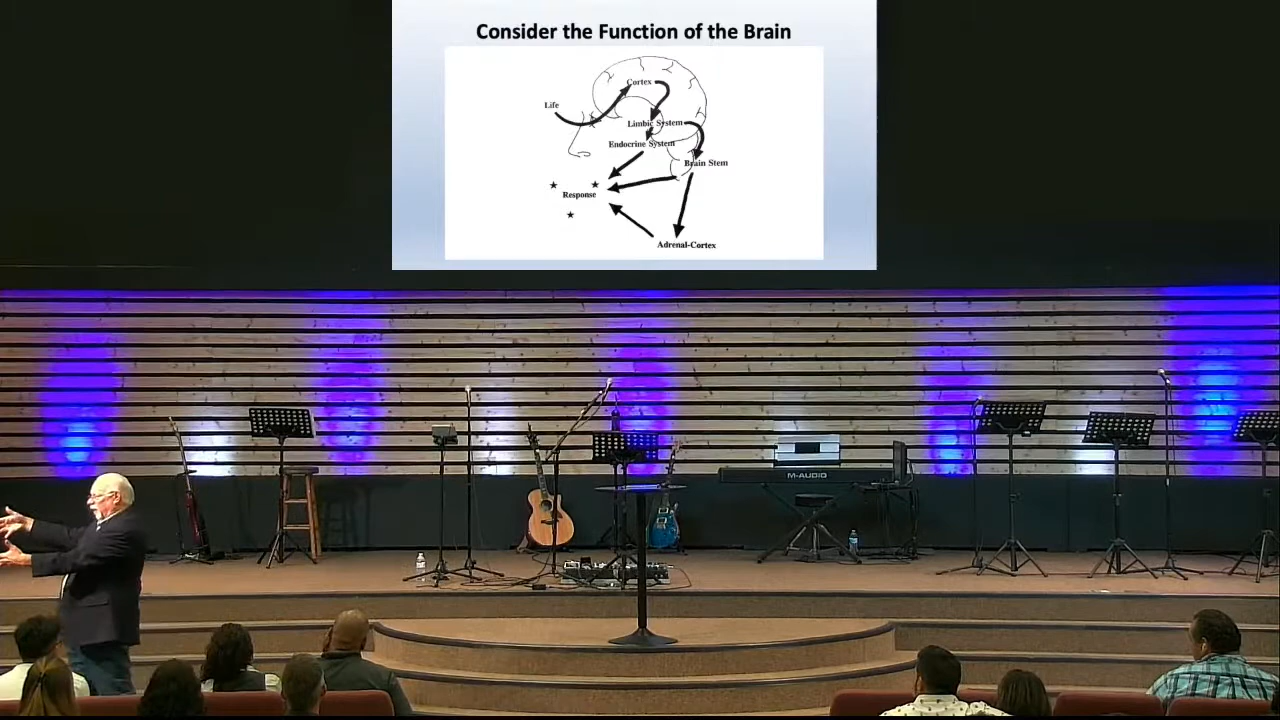 Consider the Function of the Brain
Cortex
Life
Limbic System
Endocrine System
Brain Stem
Response
Adrenal-Cortex
M-AUDIO